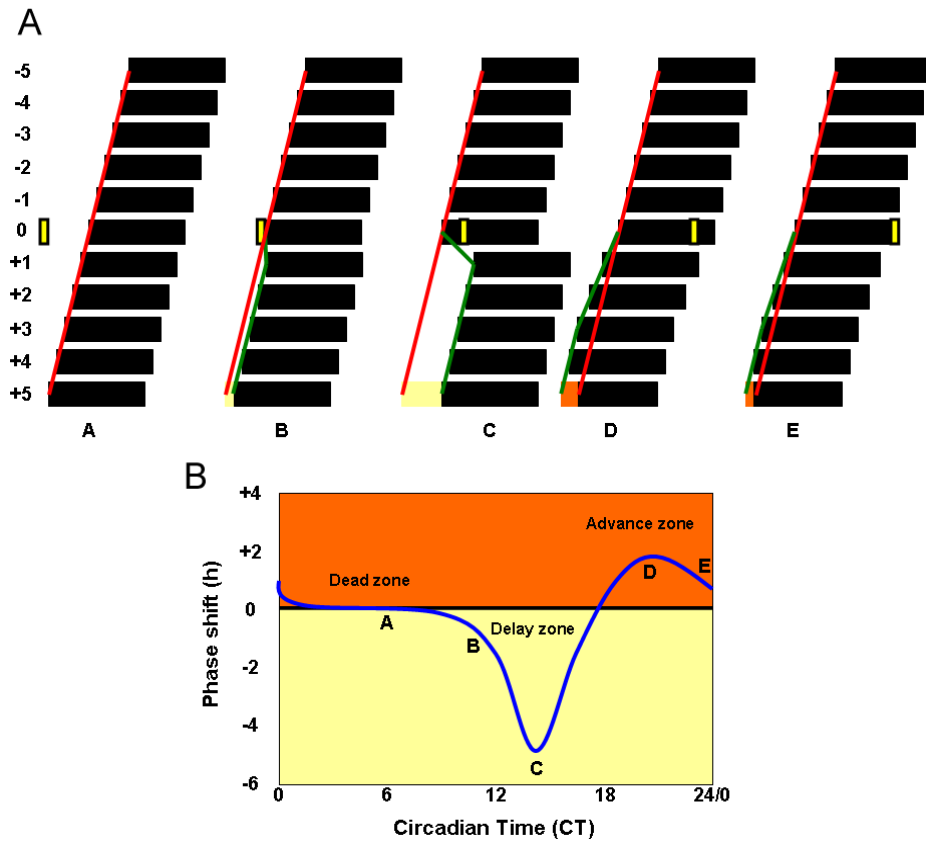 A
-5
-4
-3
-2
-1
0
+1
+2
+3
+4
+5
A B C D E
B
+4
Advance zone
+2
E
D
Dead zone
0
A
Delay zone
B
-2
-4
C
-6
0 6 12 18 24/0
Phase shift (h)
Circadian Time (CT)